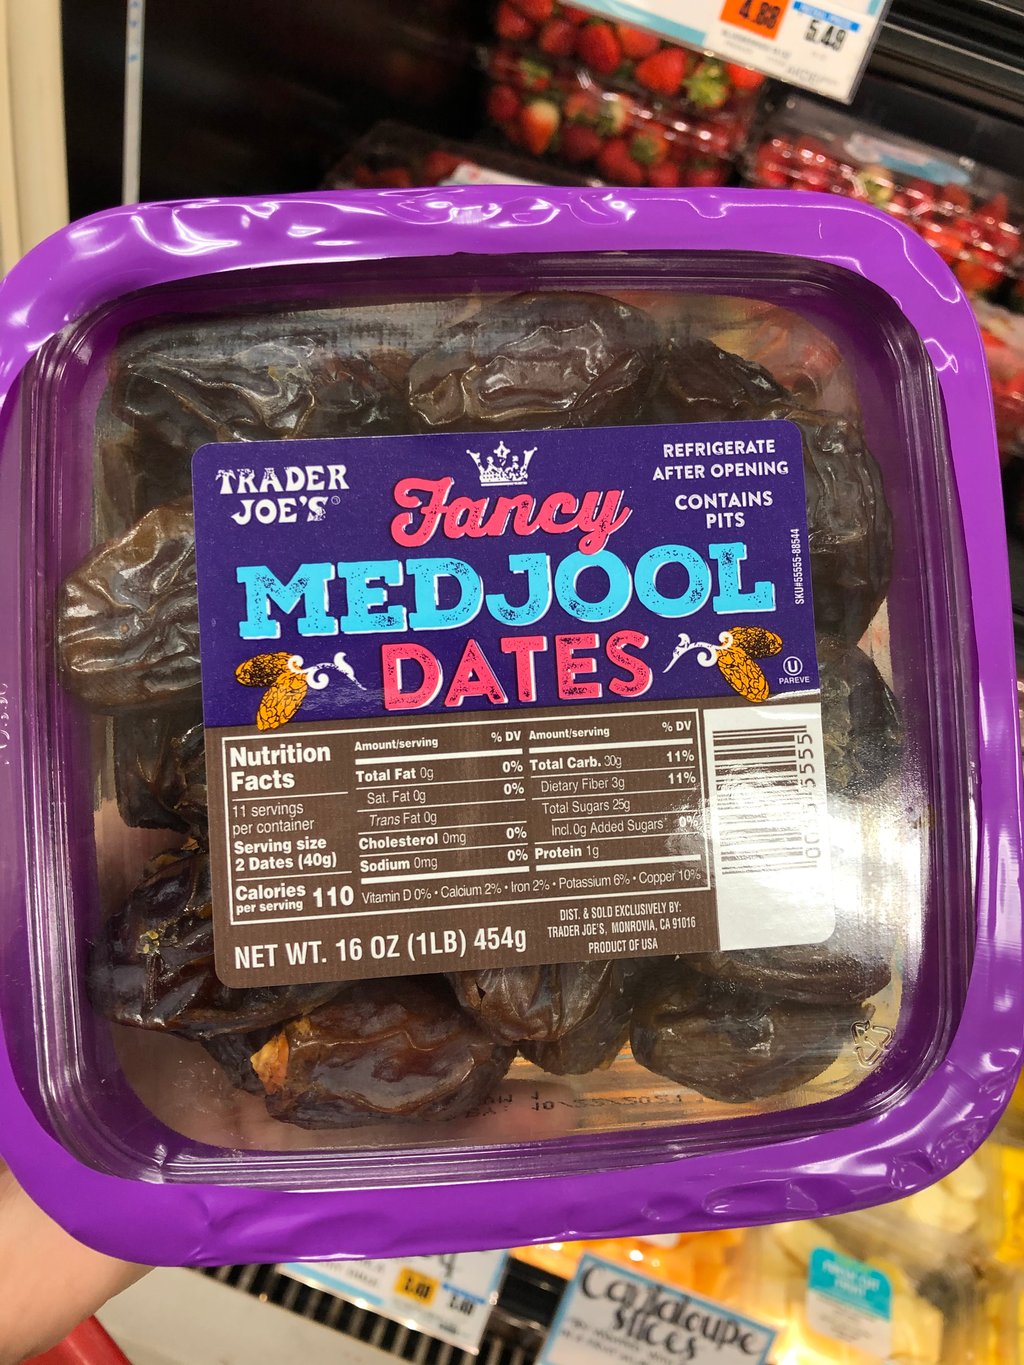 4.88
5.49
TRADER
JOE'S
Fancy
MEDJOOL
DATES
REFRIGERATE
AFTER OPENING
CONTAINS
PITS
SKU#55555-88544
U
PAREVE
Nutrition
Facts
11 servings
per container
Serving size
2 Dates (40g)
Calories
per serving 110
Amount/serving % DV
Total Fat 0g 0%
Sat. Fat 0g 0%
Trans Fat 0g
Cholesterol 0mg 0%
Sodium 0mg 0%
Amount/serving % DV
Total Carb. 30g 11%
Dietary Fiber 3g 11%
Total Sugars 25g
Incl. 0g Added Sugars 0%
Protein 1g
Vitamin D 0% • Calcium 2% • Iron 2% • Potassium 6% • Copper 10%
NET WT. 16 OZ (1LB) 454g
DIST. & SOLD EXCLUSIVELY BY:
TRADER JOE'S, MONROVIA, CA 91016
PRODUCT OF USA
Cantaloupe
Slices